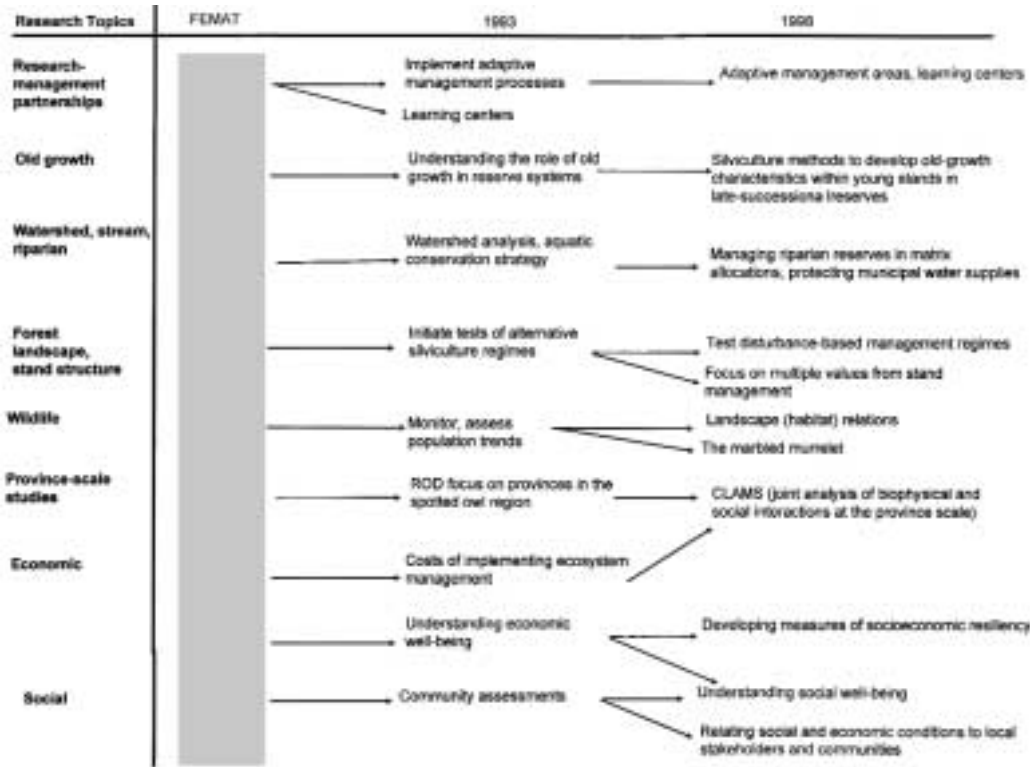 Research Topics FEMAT 1993 1998
Research-
management
partnerships
Implement adaptive
management processes
Adaptive management areas, learning centers
Learning centers
Old growth
Understanding the role of old
growth in reserve systems
Silviculture methods to develop old-growth
characteristics within young stands in
late-successiona lreserves
Watershed, stream,
riparian
Watershed analysis, aquatic
conservation strategy
Managing riparian reserves in matrix
allocations, protecting municipal water supplies
Forest
landscape,
stand structure
Initiate tests of alternative
silviculture regimes
Test disturbance-based management regimes
Focus on multiple values from stand
management
Wildlife
Monitor, assess
population trends
Landscape (habitat) relations
The marbled murrelet
Province-scale
studies
ROD focus on provinces in the
spotted owl region
CLAMS (joint analysis of biophysical and
social interactions at the province scale)
Economic
Costs of implementing ecosystem
management
Understanding economic
well-being
Developing measures of socioeconomic resiliency
Social
Community assessments
Understanding social well-being
Relating social and economic conditions to local
stakeholders and communities